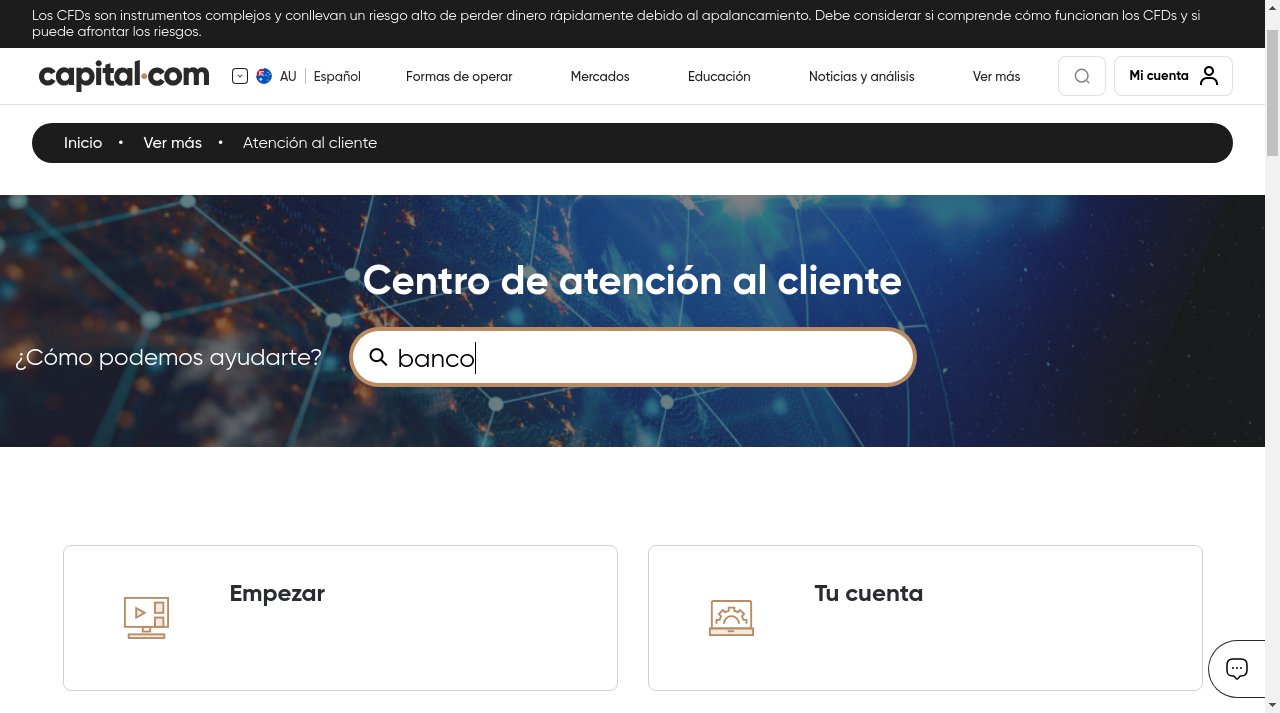 Los CFDs son instrumentos complejos y conllevan un riesgo alto de perder dinero rápidamente debido al apalancamiento. Debe considerar si comprende cómo funcionan los CFDs y si
puede afrontar los riesgos.
capital.com
AU Español Formas de operar Mercados Educación Noticias y análisis Ver más Mi cuenta
Inicio • Ver más • Atención al cliente
Centro de atención al cliente
¿Cómo podemos ayudarte? banco
Empezar Tu cuenta